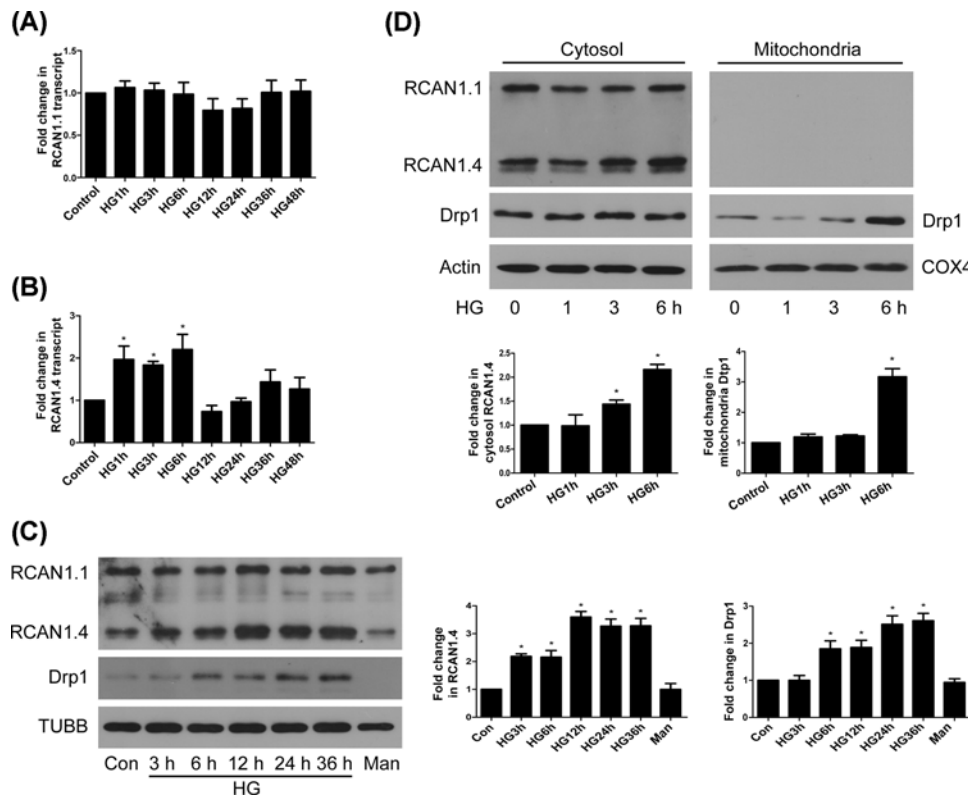 (A)
Fold change in
RCAN1.1 transcript
1.5
1.0
0.5
0.0
Control
HG1h
HG3h
HG6h
HG12h
HG24h
HG36h
HG48h
(B)
Fold change in
RCAN1.4 transcript
3
2
1
0
* * *
Control
HG1h
HG3h
HG6h
HG12h
HG24h
HG36h
HG48h
(C)
RCAN1.1
RCAN1.4
Drp1
TUBB
Con 3 h 6 h 12 h 24 h 36 h Man
HG
Fold change
in RCAN1.4
4
3
2
1
0
* * * * *
Con
HG3h
HG6h
HG12h
HG24h
HG36h
Man
Fold change in Drp1
4
3
2
1
0
* * * *
Con
HG3h
HG6h
HG12h
HG24h
HG36h
Man
(D)
Cytosol Mitochondria
RCAN1.1
RCAN1.4
Drp1 Drp1
Actin COX4
HG 0 1 3 6 h 0 1 3 6 h
Fold change in
cytosol RCAN1.4
2.5
2.0
1.5
1.0
0.5
0.0
* *
Control
HG1h
HG3h
HG6h
Fold change in
mitochondria Dtp1
4
3
2
1
0
*
Control
HG1h
HG3h
HG6h